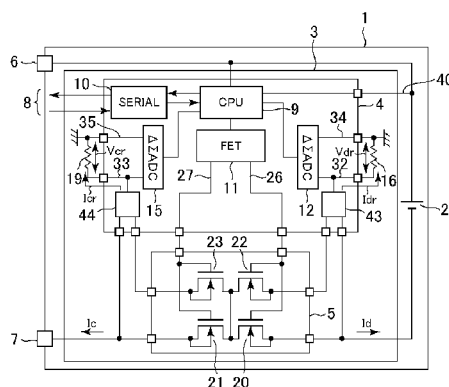 1
3
6
40
10
4
8
SERIAL
CPU
9
35
34
Vcr
ΔΣADC
FET
ΔΣADC
Vdr
33
32
19
27
26
16
11
Icr
Idr
44
15
12
43
2
23
22
5
7
Ic
Id
21
20